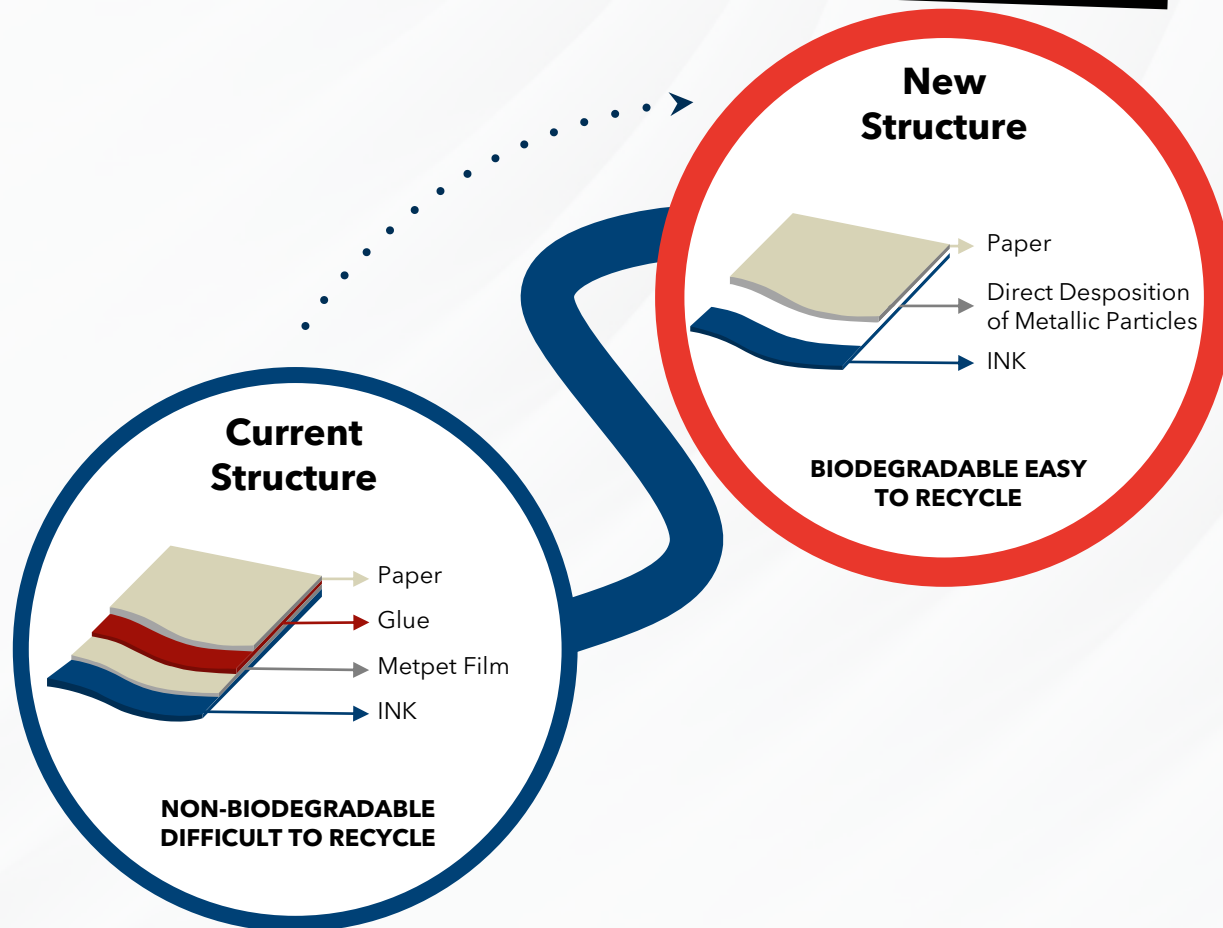 New
Structure
Paper
Direct Desposition
of Metallic Particles
INK
BIODEGRADABLE EASY
TO RECYCLE
Current
Structure
Paper
Glue
Metpet Film
INK
NON-BIODEGRADABLE
DIFFICULT TO RECYCLE